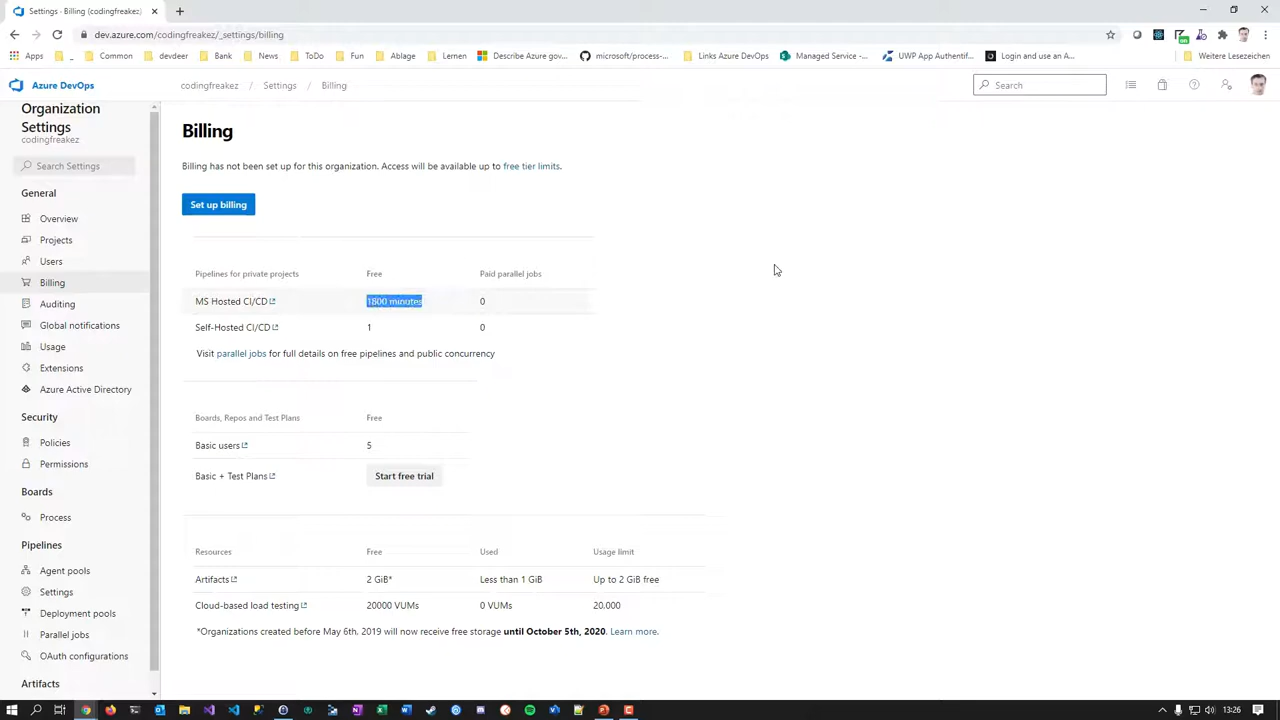 Settings - Billing (codingfreakez)
dev.azure.com/codingfreakez/_settings/billing
Apps
_
Common
devdeer
Bank
News
ToDo
Fun
Ablage
Lernen
Describe Azure gov...
microsoft/process-...
Links Azure DevOps
Managed Service -...
UWP App Authentif...
Login and use an A...
Weitere Lesezeichen
Azure DevOps
codingfreakez / Settings / Billing
Search
Organization
Settings
codingfreakez
Search Settings
General
Overview
Projects
Users
Billing
Auditing
Global notifications
Usage
Extensions
Azure Active Directory
Security
Policies
Permissions
Boards
Process
Pipelines
Agent pools
Settings
Deployment pools
Parallel jobs
OAuth configurations
Artifacts
Billing
Billing has not been set up for this organization. Access will be available up to free tier limits.
Set up billing
Pipelines for private projects Free Paid parallel jobs
MS Hosted CI/CD 1800 minutes 0
Self-Hosted CI/CD 1 0
Visit parallel jobs for full details on free pipelines and public concurrency
Boards, Repos and Test Plans Free
Basic users 5
Basic + Test Plans Start free trial
Resources Free Used Usage limit
Artifacts 2 GiB* Less than 1 GiB Up to 2 GiB free
Cloud-based load testing 20000 VUMs 0 VUMs 20.000
*Organizations created before May 6th, 2019 will now receive free storage until October 5th, 2020. Learn more.
13:26